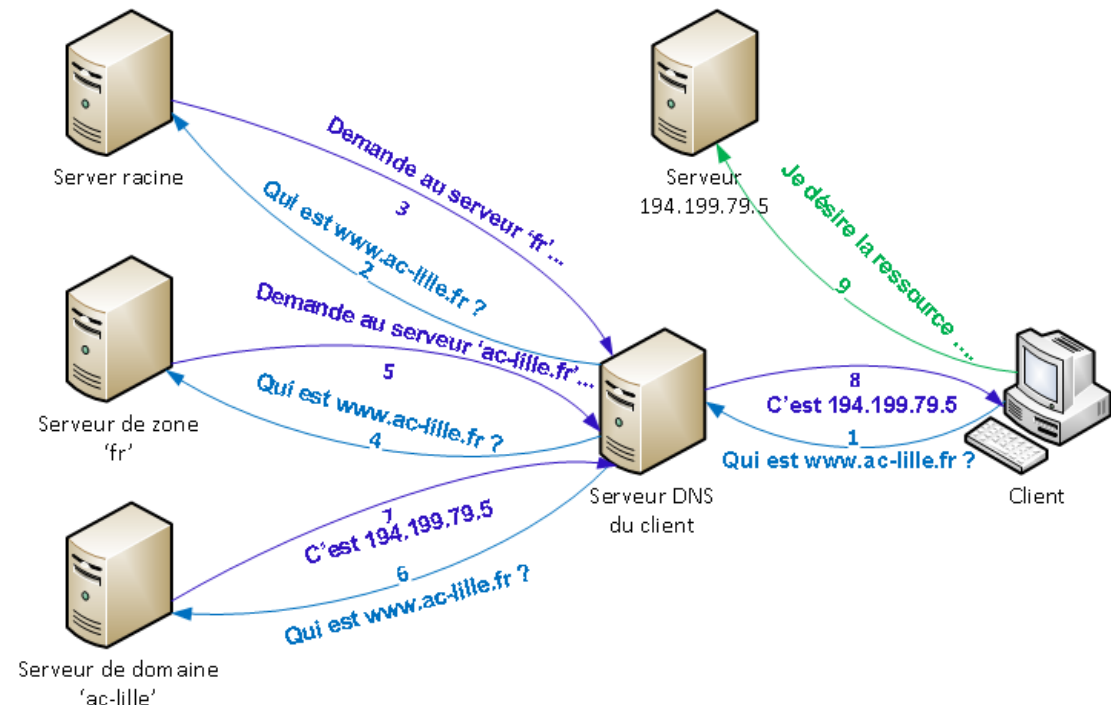 Server racine
Demande au serveur ‘fr’...
3
Qui est www.ac-lille.fr ?
2
Serveur
194.199.79.5
Je désire la ressource ….
9
Serveur de zone
‘fr’
Demande au serveur ‘ac-lille.fr’...
5
Qui est www.ac-lille.fr ?
4
Serveur DNS
du client
8
C’est 194.199.79.5
1
Qui est www.ac-lille.fr ?
Client
Serveur de domaine
‘ac-lille’
7
C’est 194.199.79.5
6
Qui est www.ac-lille.fr ?